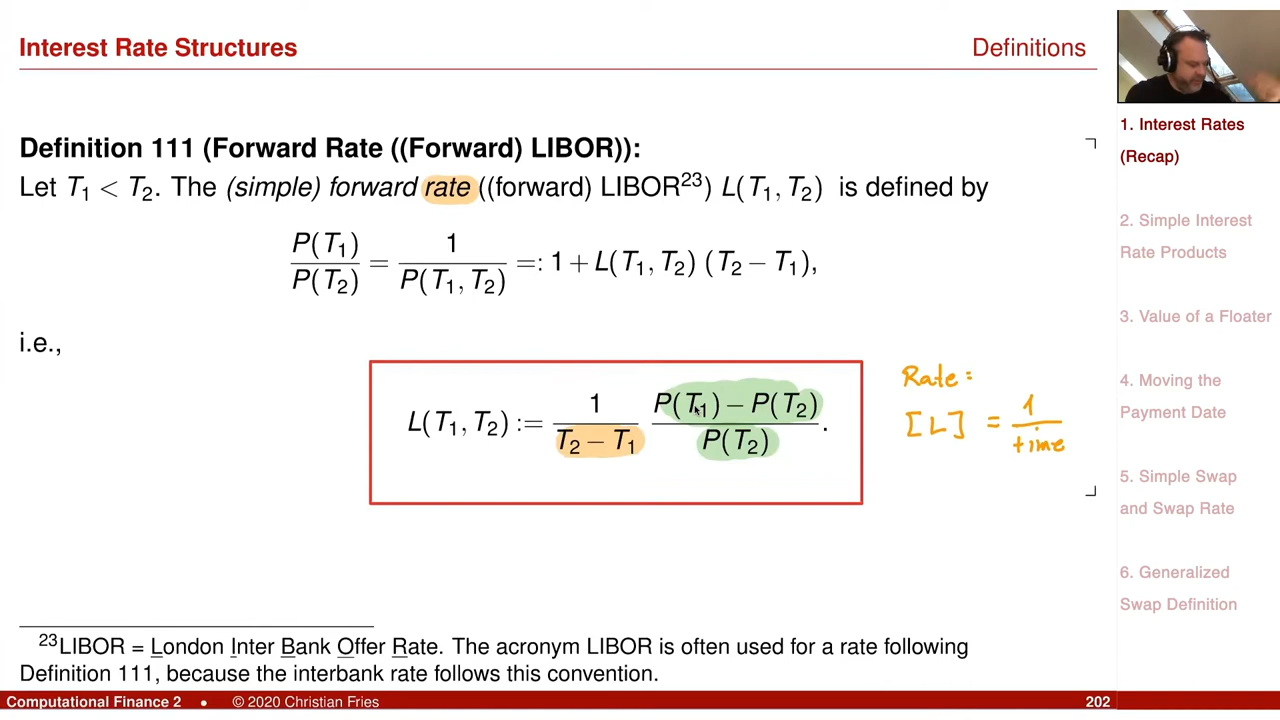 Interest Rate Structures
Definitions
Definition 111 (Forward Rate ((Forward) LIBOR)):
Let T₁ < T₂. The (simple) forward rate ((forward) LIBOR²³) L(T₁, T₂) is defined by
P(T₁)/P(T₂) = 1/P(T₁, T₂) =: 1 + L(T₁, T₂) (T₂ − T₁),
i.e.,
L(T₁, T₂) := 1/(T₂ − T₁) (P(T₁) − P(T₂))/P(T₂).
Rate:
[L] = 1/time
²³LIBOR = London Inter Bank Offer Rate. The acronym LIBOR is often used for a rate following
Definition 111, because the interbank rate follows this convention.
Computational Finance 2 • © 2020 Christian Fries 202
1. Interest Rates
(Recap)
2. Simple Interest
Rate Products
3. Value of a Floater
4. Moving the
Payment Date
5. Simple Swap
and Swap Rate
6. Generalized
Swap Definition